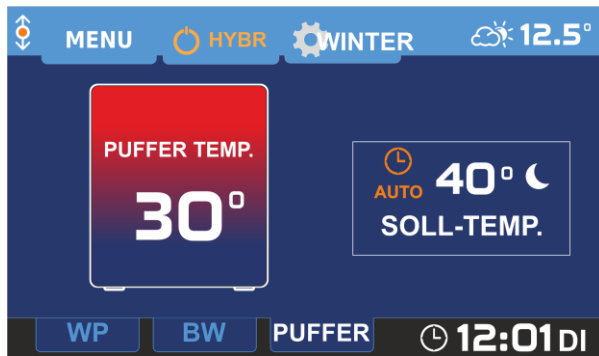 MENU HYBR WINTER 12.5°
PUFFER TEMP.
30°
AUTO 40°
SOLL-TEMP.
WP BW PUFFER 12:01 DI